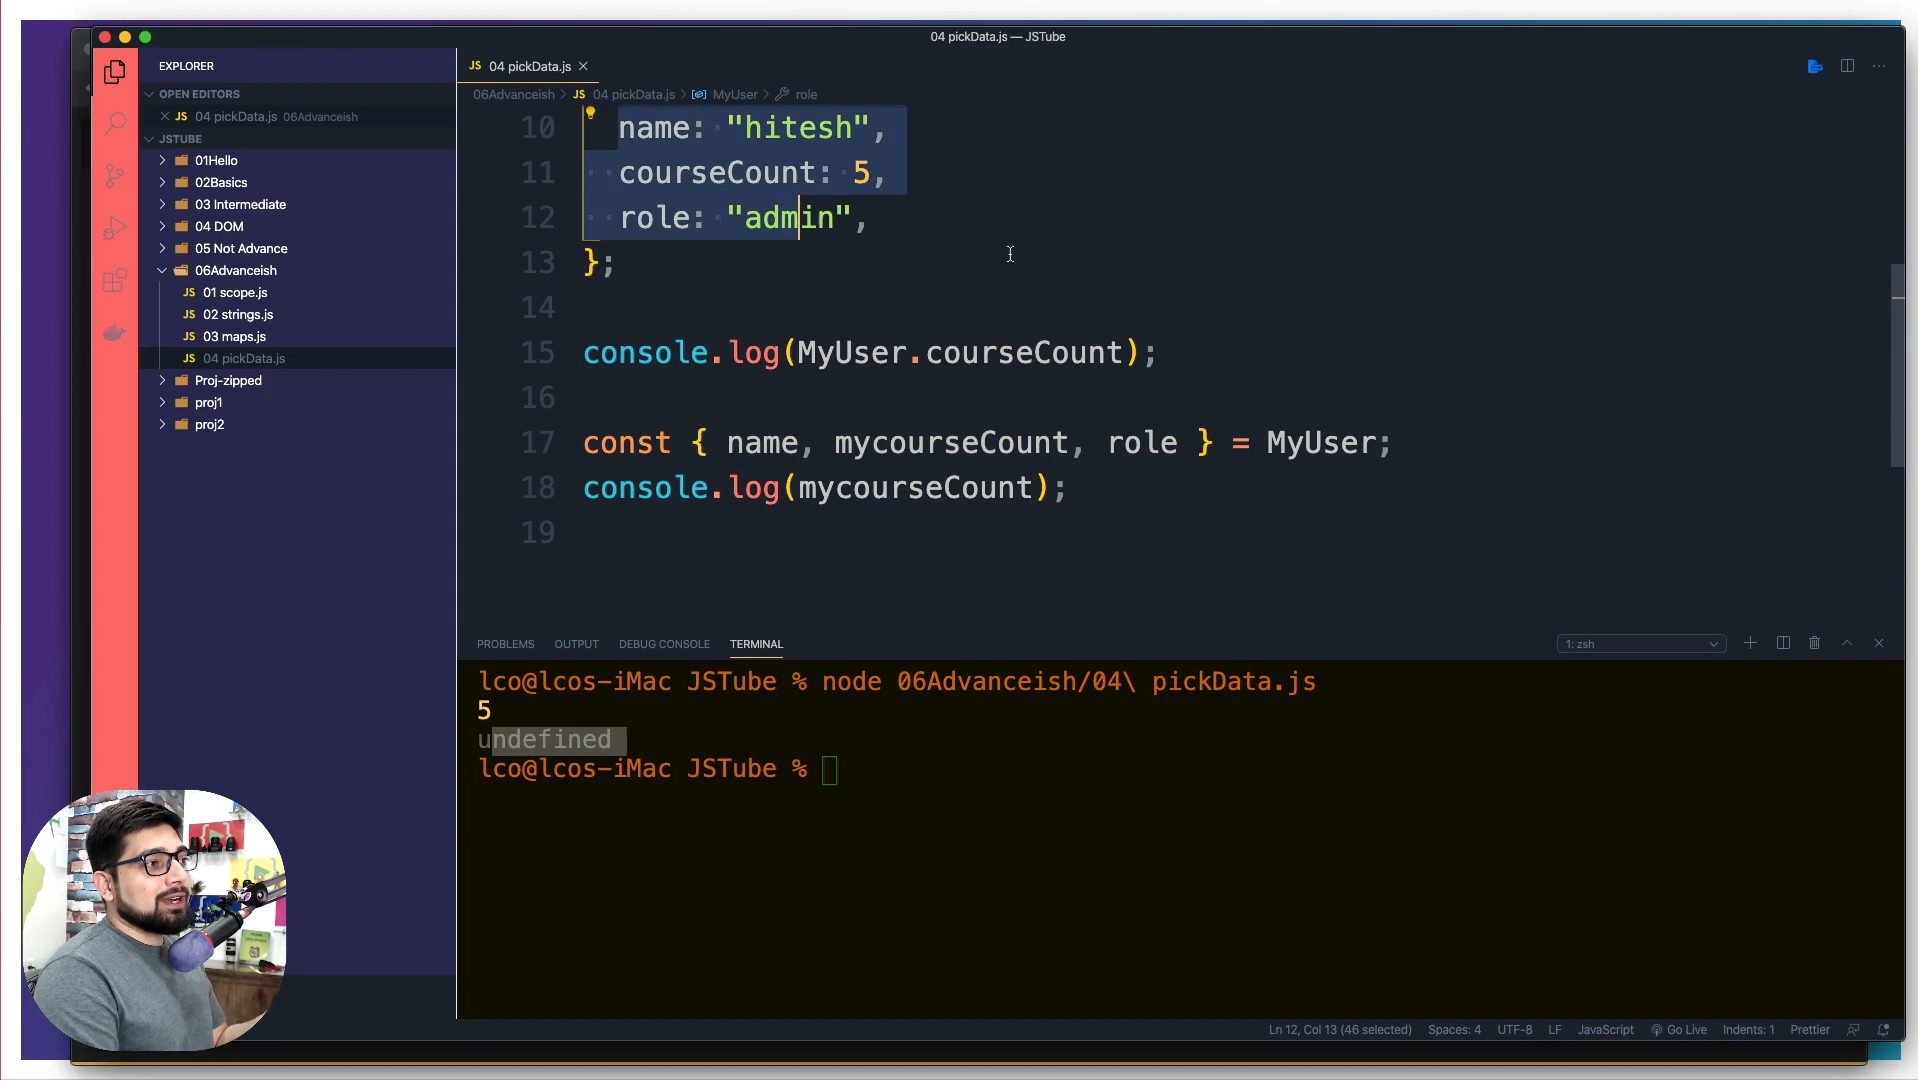 04 pickData.js — JSTube
EXPLORER
OPEN EDITORS
JS 04 pickData.js 06Advanceish
JSTUBE
01Hello
02Basics
03 Intermediate
04 DOM
05 Not Advance
06Advanceish
JS 01 scope.js
JS 02 strings.js
JS 03 maps.js
JS 04 pickData.js
Proj-zipped
proj1
proj2
JS 04 pickData.js
06Advanceish > JS 04 pickData.js > MyUser > role
10 name: "hitesh",
11 courseCount: 5,
12 role: "admin",
13 };
14
15 console.log(MyUser.courseCount);
16
17 const { name, mycourseCount, role } = MyUser;
18 console.log(mycourseCount);
19
PROBLEMS OUTPUT DEBUG CONSOLE TERMINAL 1: zsh
lco@lcos-iMac JSTube % node 06Advanceish/04\ pickData.js
5
undefined
lco@lcos-iMac JSTube %
Ln 12, Col 13 (46 selected) Spaces: 4 UTF-8 LF JavaScript Go Live Indents: 1 Prettier